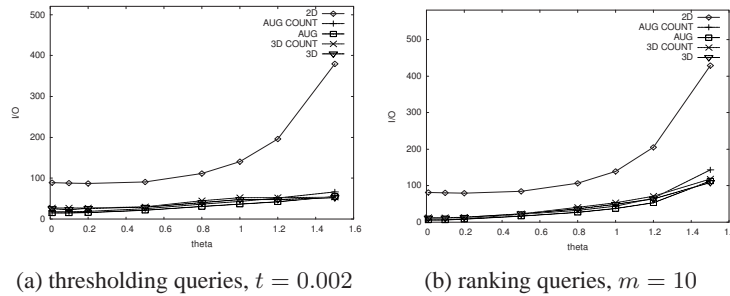 500
400
300
200
100
0
I/O
0 0.2 0.4 0.6 0.8 1 1.2 1.4 1.6
theta
2D
AUG COUNT
AUG
3D COUNT
3D
(a) thresholding queries, t = 0.002
500
400
300
200
100
0
I/O
0 0.2 0.4 0.6 0.8 1 1.2 1.4 1.6
theta
2D
AUG COUNT
AUG
3D COUNT
3D
(b) ranking queries, m = 10